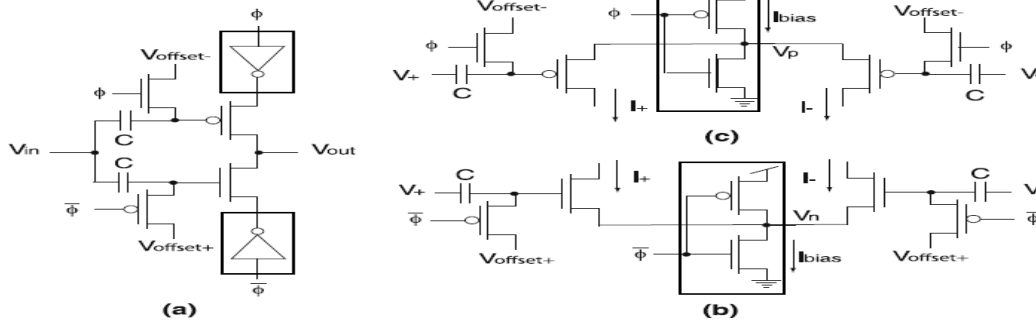 ϕ
Voffset-
ϕ
C
C
Vin
Vout
ϕ̅
Voffset+
ϕ̅
(a)
Voffset-
ϕ
V+
C
I+
ϕ
Ibias
Vp
I-
Voffset-
ϕ
C
V
(c)
V+
C
ϕ̅
Voffset+
I+
ϕ̅
Vn
Ibias
I-
C
V
ϕ̅
Voffset+
(b)